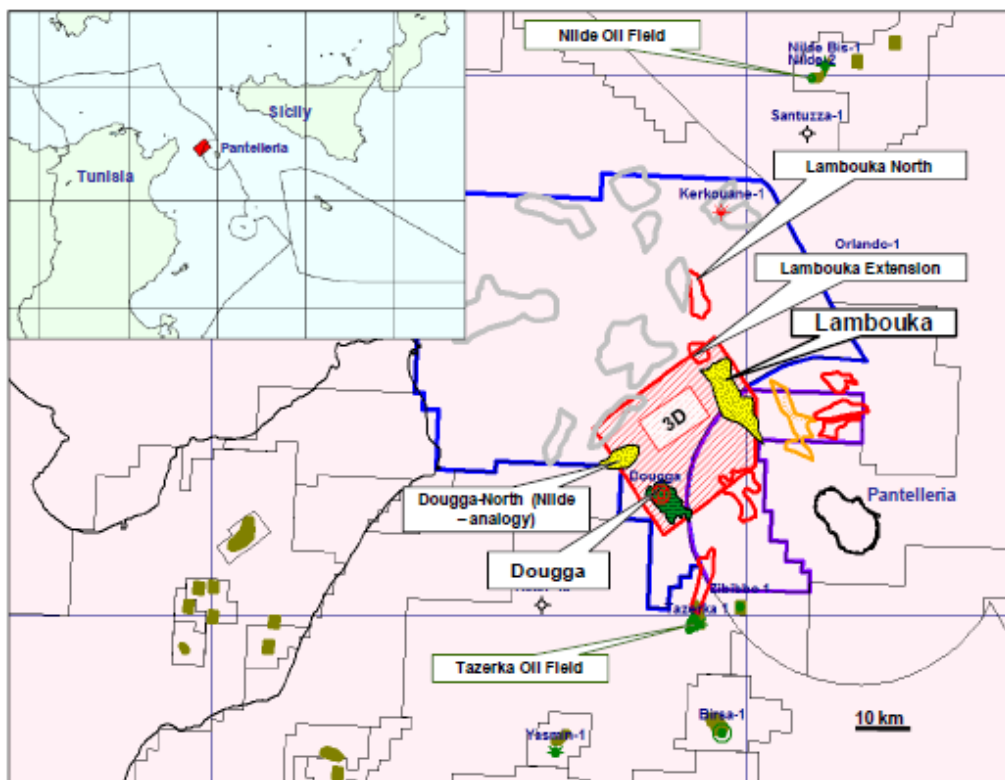 Sicily
Pantelleria
Tunisia
Nilde Oil Field
Nilde Bis-1
Nilde 2
Santuzza-1
Lambouka North
Kerkouane-1
Orlando-1
Lambouka Extension
Lambouka
3D
Dougga
Dougga-North (Nilde
– analogy)
Pantelleria
Dougga
Zibibbo-1
Tazerka 1
Tazerka Oil Field
Birsa-1
Yasmin-1
10 km